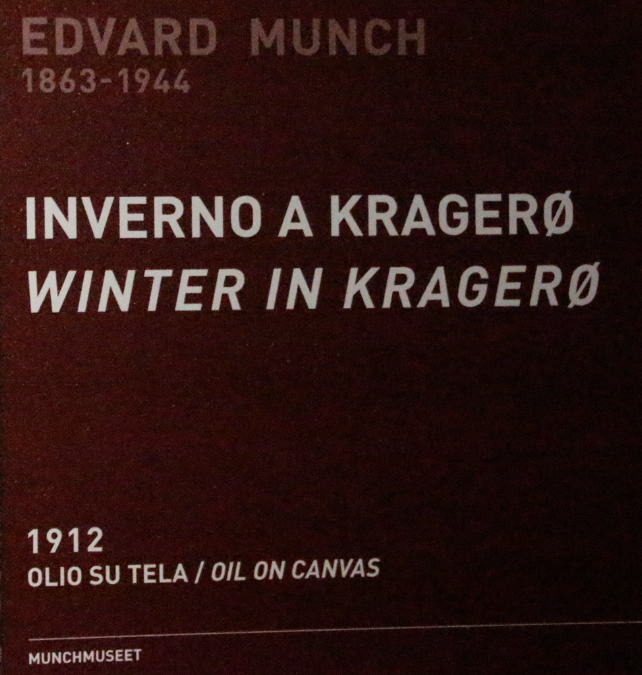 EDVARD MUNCH
1863-1944
INVERNO A KRAGERØ
WINTER IN KRAGERØ
1912
OLIO SU TELA / OIL ON CANVAS
MUNCHMUSEET